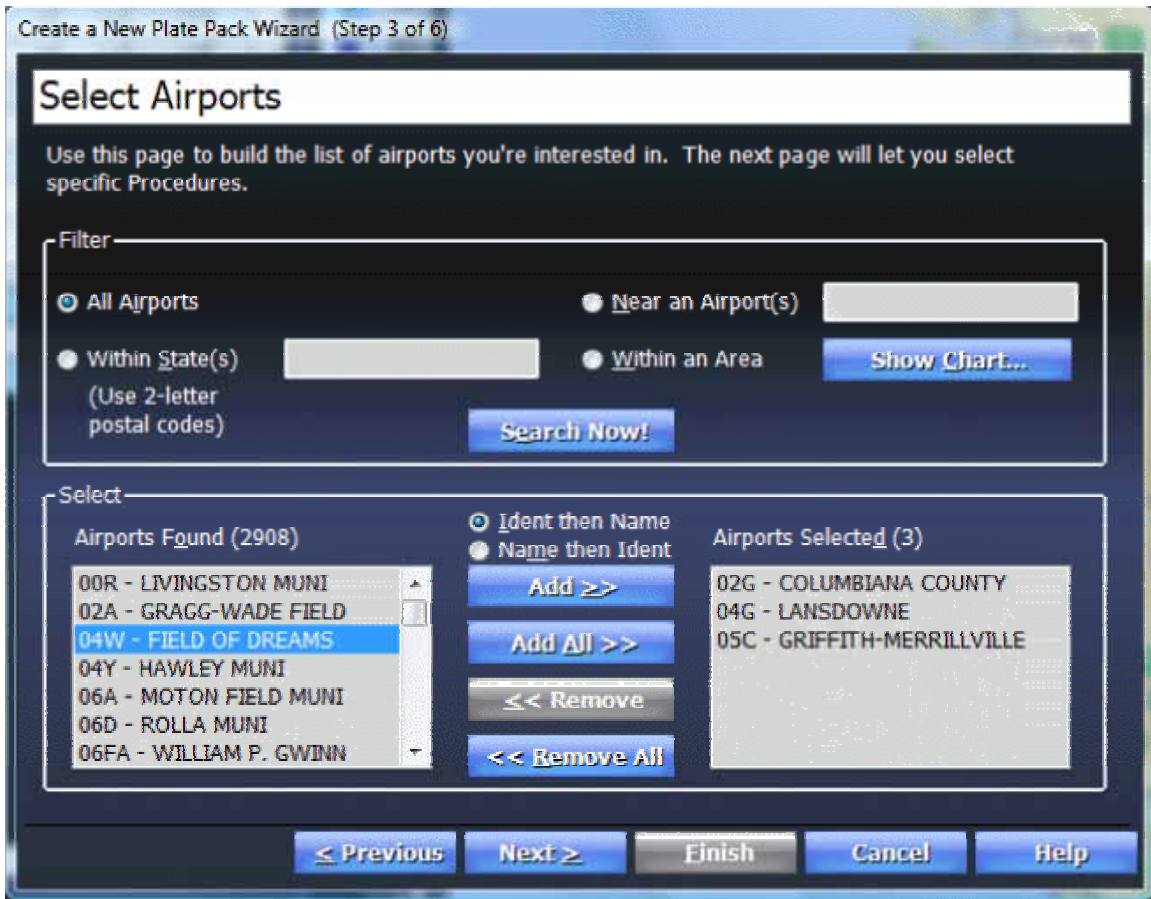 Create a New Plate Pack Wizard (Step 3 of 6)
Select Airports
Use this page to build the list of airports you're interested in. The next page will let you select
specific Procedures.
Filter
All Airports
Near an Airport(s)
Within State(s)
Within an Area
Show Chart...
(Use 2-letter
postal codes)
Search Now!
Select
Airports Found (2908)
Ident then Name
Name then Ident
Airports Selected (3)
00R - LIVINGSTON MUNI
02A - GRAGG-WADE FIELD
04W - FIELD OF DREAMS
04Y - HAWLEY MUNI
06A - MOTON FIELD MUNI
06D - ROLLA MUNI
06FA - WILLIAM P. GWINN
Add >>
Add All >>
<< Remove
<< Remove All
02G - COLUMBIANA COUNTY
04G - LANSDOWNE
05C - GRIFFITH-MERRILLVILLE
< Previous
Next >
Finish
Cancel
Help